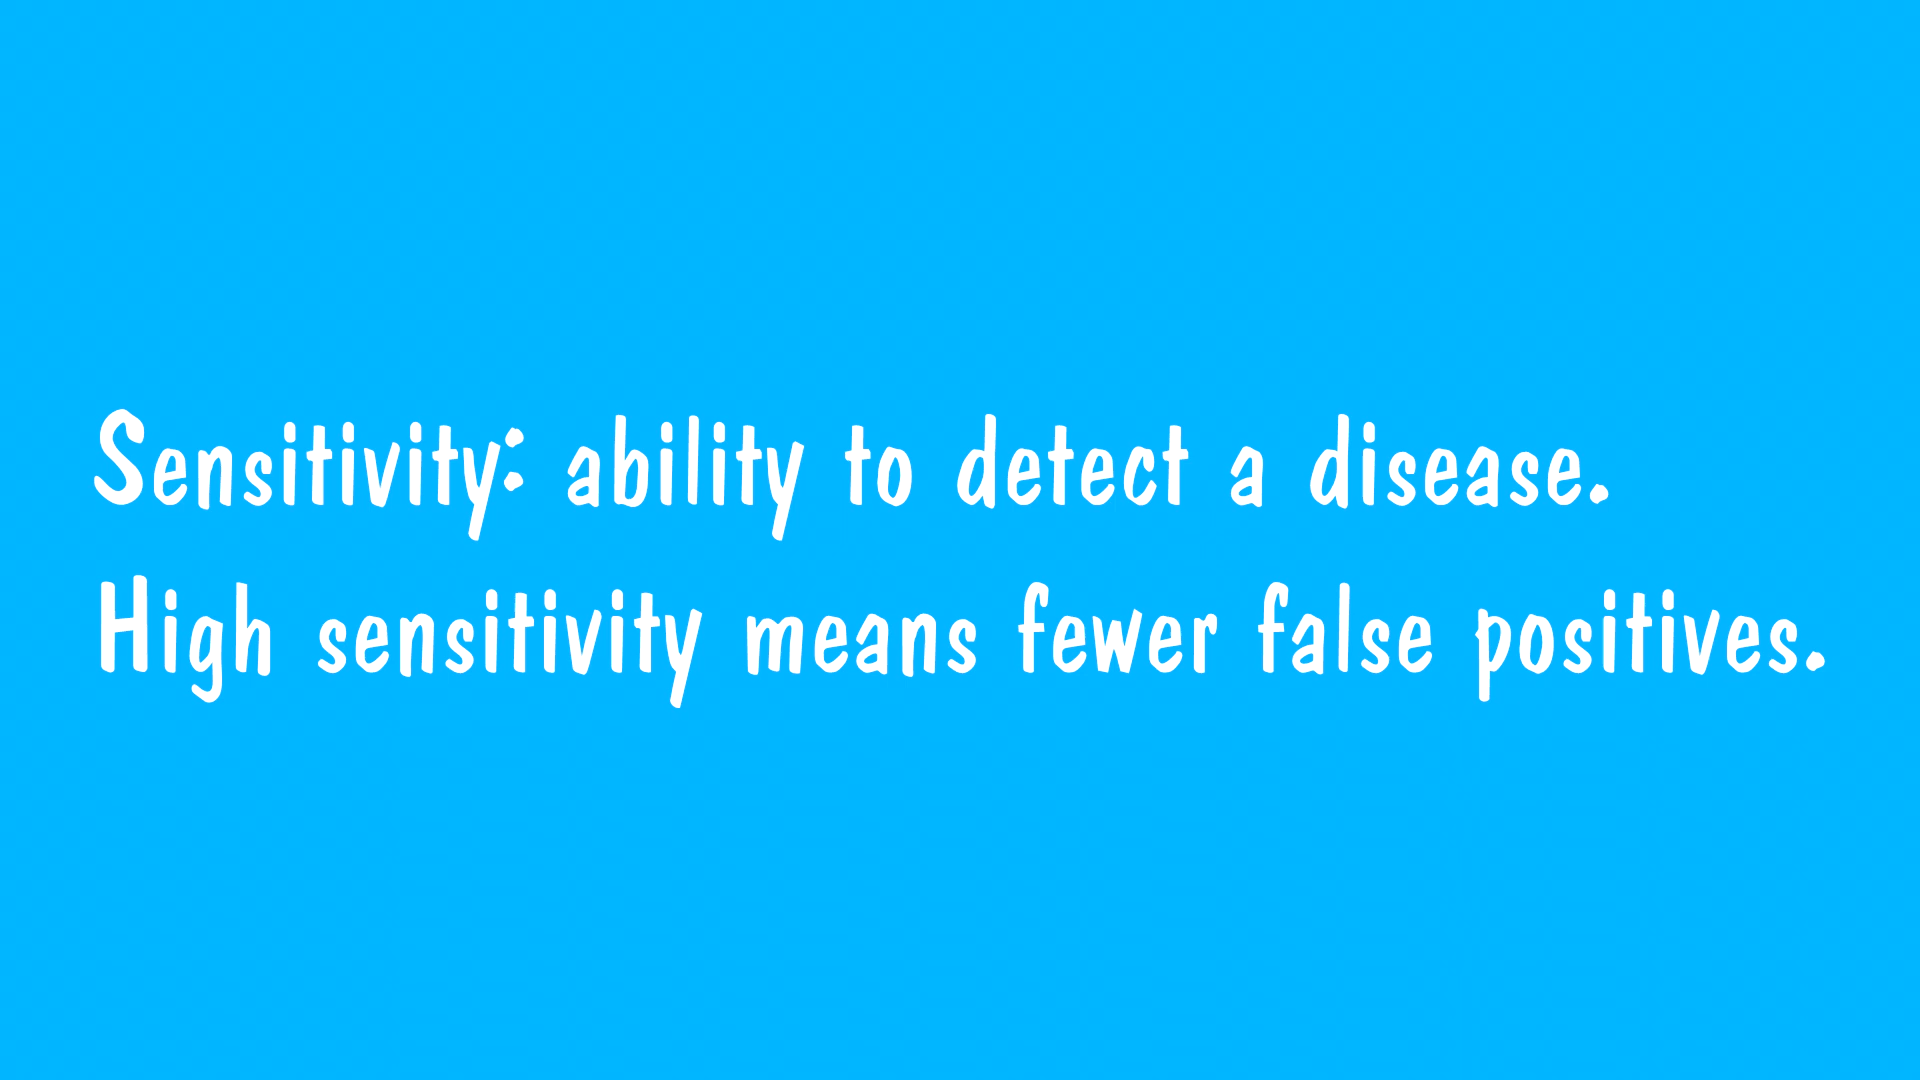 Sensitivity: ability to detect a disease.
High sensitivity means fewer false positives.